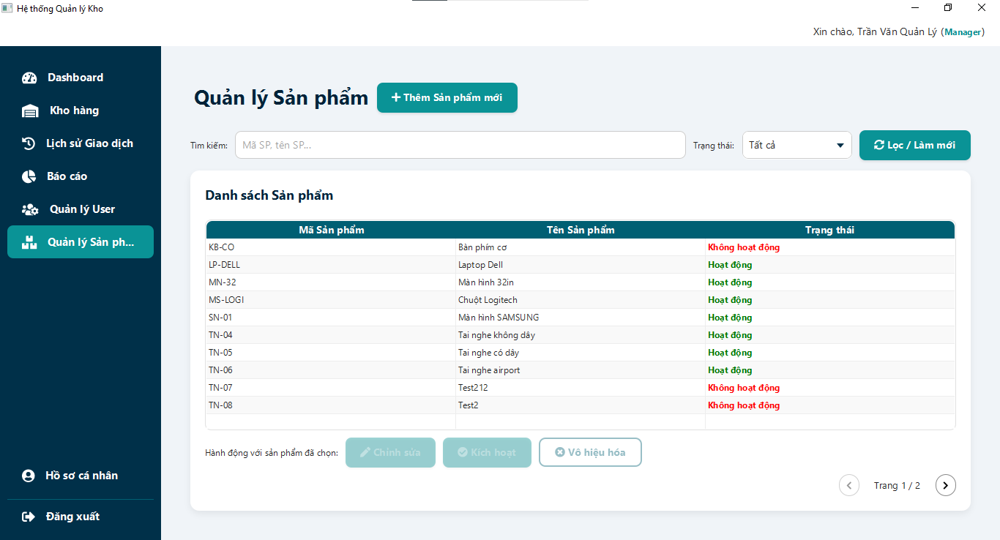 Hệ thống Quản lý Kho
Xin chào, Trần Văn Quản Lý (Manager)
Dashboard
Kho hàng
Lịch sử Giao dịch
Báo cáo
Quản lý User
Quản lý Sản ph...
Hồ sơ cá nhân
Đăng xuất
Quản lý Sản phẩm
Thêm Sản phẩm mới
Tìm kiếm: Mã SP, tên SP... Trạng thái: Tất cả Lọc / Làm mới
Danh sách Sản phẩm
Mã Sản phẩm Tên Sản phẩm Trạng thái
KB-CO Bàn phím cơ Không hoạt động
LP-DELL Laptop Dell Hoạt động
MN-32 Màn hình 32in Hoạt động
MS-LOGI Chuột Logitech Hoạt động
SN-01 Màn hình SAMSUNG Hoạt động
TN-04 Tai nghe không dây Hoạt động
TN-05 Tai nghe có dây Hoạt động
TN-06 Tai nghe airport Hoạt động
TN-07 Test212 Không hoạt động
TN-08 Test2 Không hoạt động
Hành động với sản phẩm đã chọn: Chỉnh sửa Kích hoạt Vô hiệu hóa
Trang 1 / 2